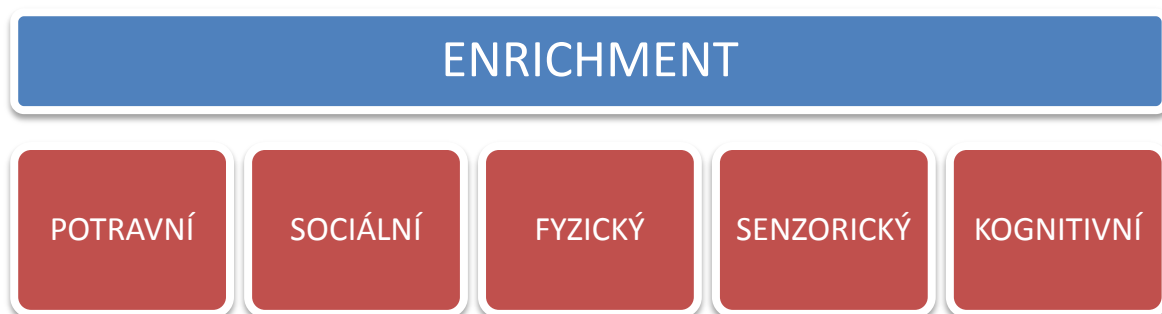 ENRICHMENT
POTRAVNÍ
SOCIÁLNÍ
FYZICKÝ
SENZORICKÝ
KOGNITIVNÍ